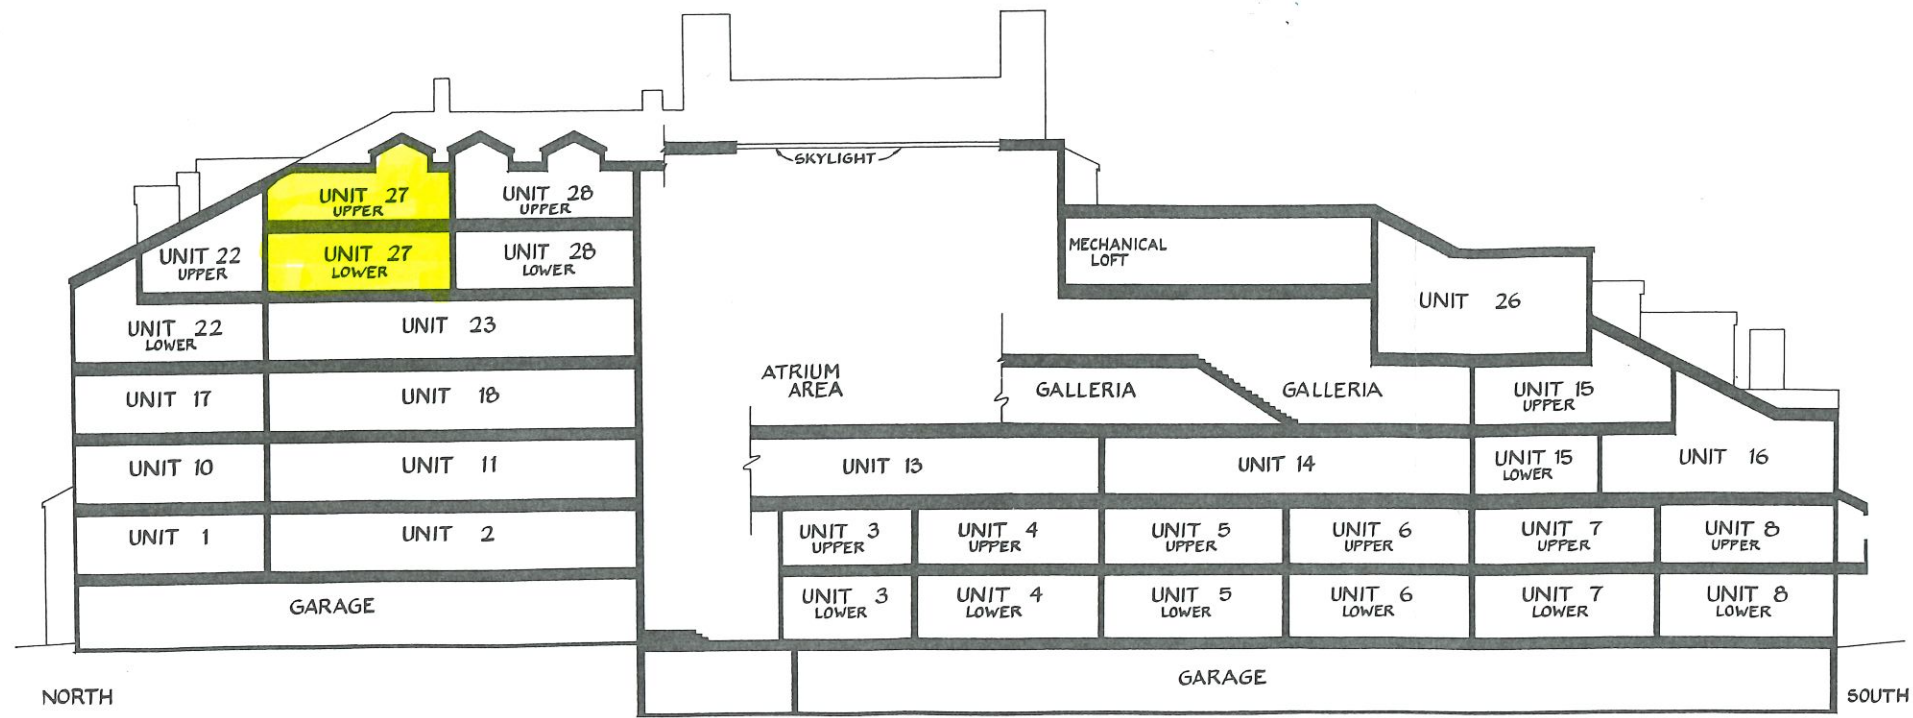 SKYLIGHT
UNIT 27
UPPER
UNIT 28
UPPER
UNIT 22
UPPER
UNIT 27
LOWER
UNIT 28
LOWER
MECHANICAL
LOFT
UNIT 26
UNIT 22
LOWER
UNIT 23
ATRIUM
AREA
GALLERIA
GALLERIA
UNIT 15
UPPER
UNIT 17
UNIT 18
UNIT 10
UNIT 11
UNIT 13
UNIT 14
UNIT 15
LOWER
UNIT 16
UNIT 1
UNIT 2
UNIT 3
UPPER
UNIT 4
UPPER
UNIT 5
UPPER
UNIT 6
UPPER
UNIT 7
UPPER
UNIT 8
UPPER
GARAGE
UNIT 3
LOWER
UNIT 4
LOWER
UNIT 5
LOWER
UNIT 6
LOWER
UNIT 7
LOWER
UNIT 8
LOWER
GARAGE
NORTH
SOUTH